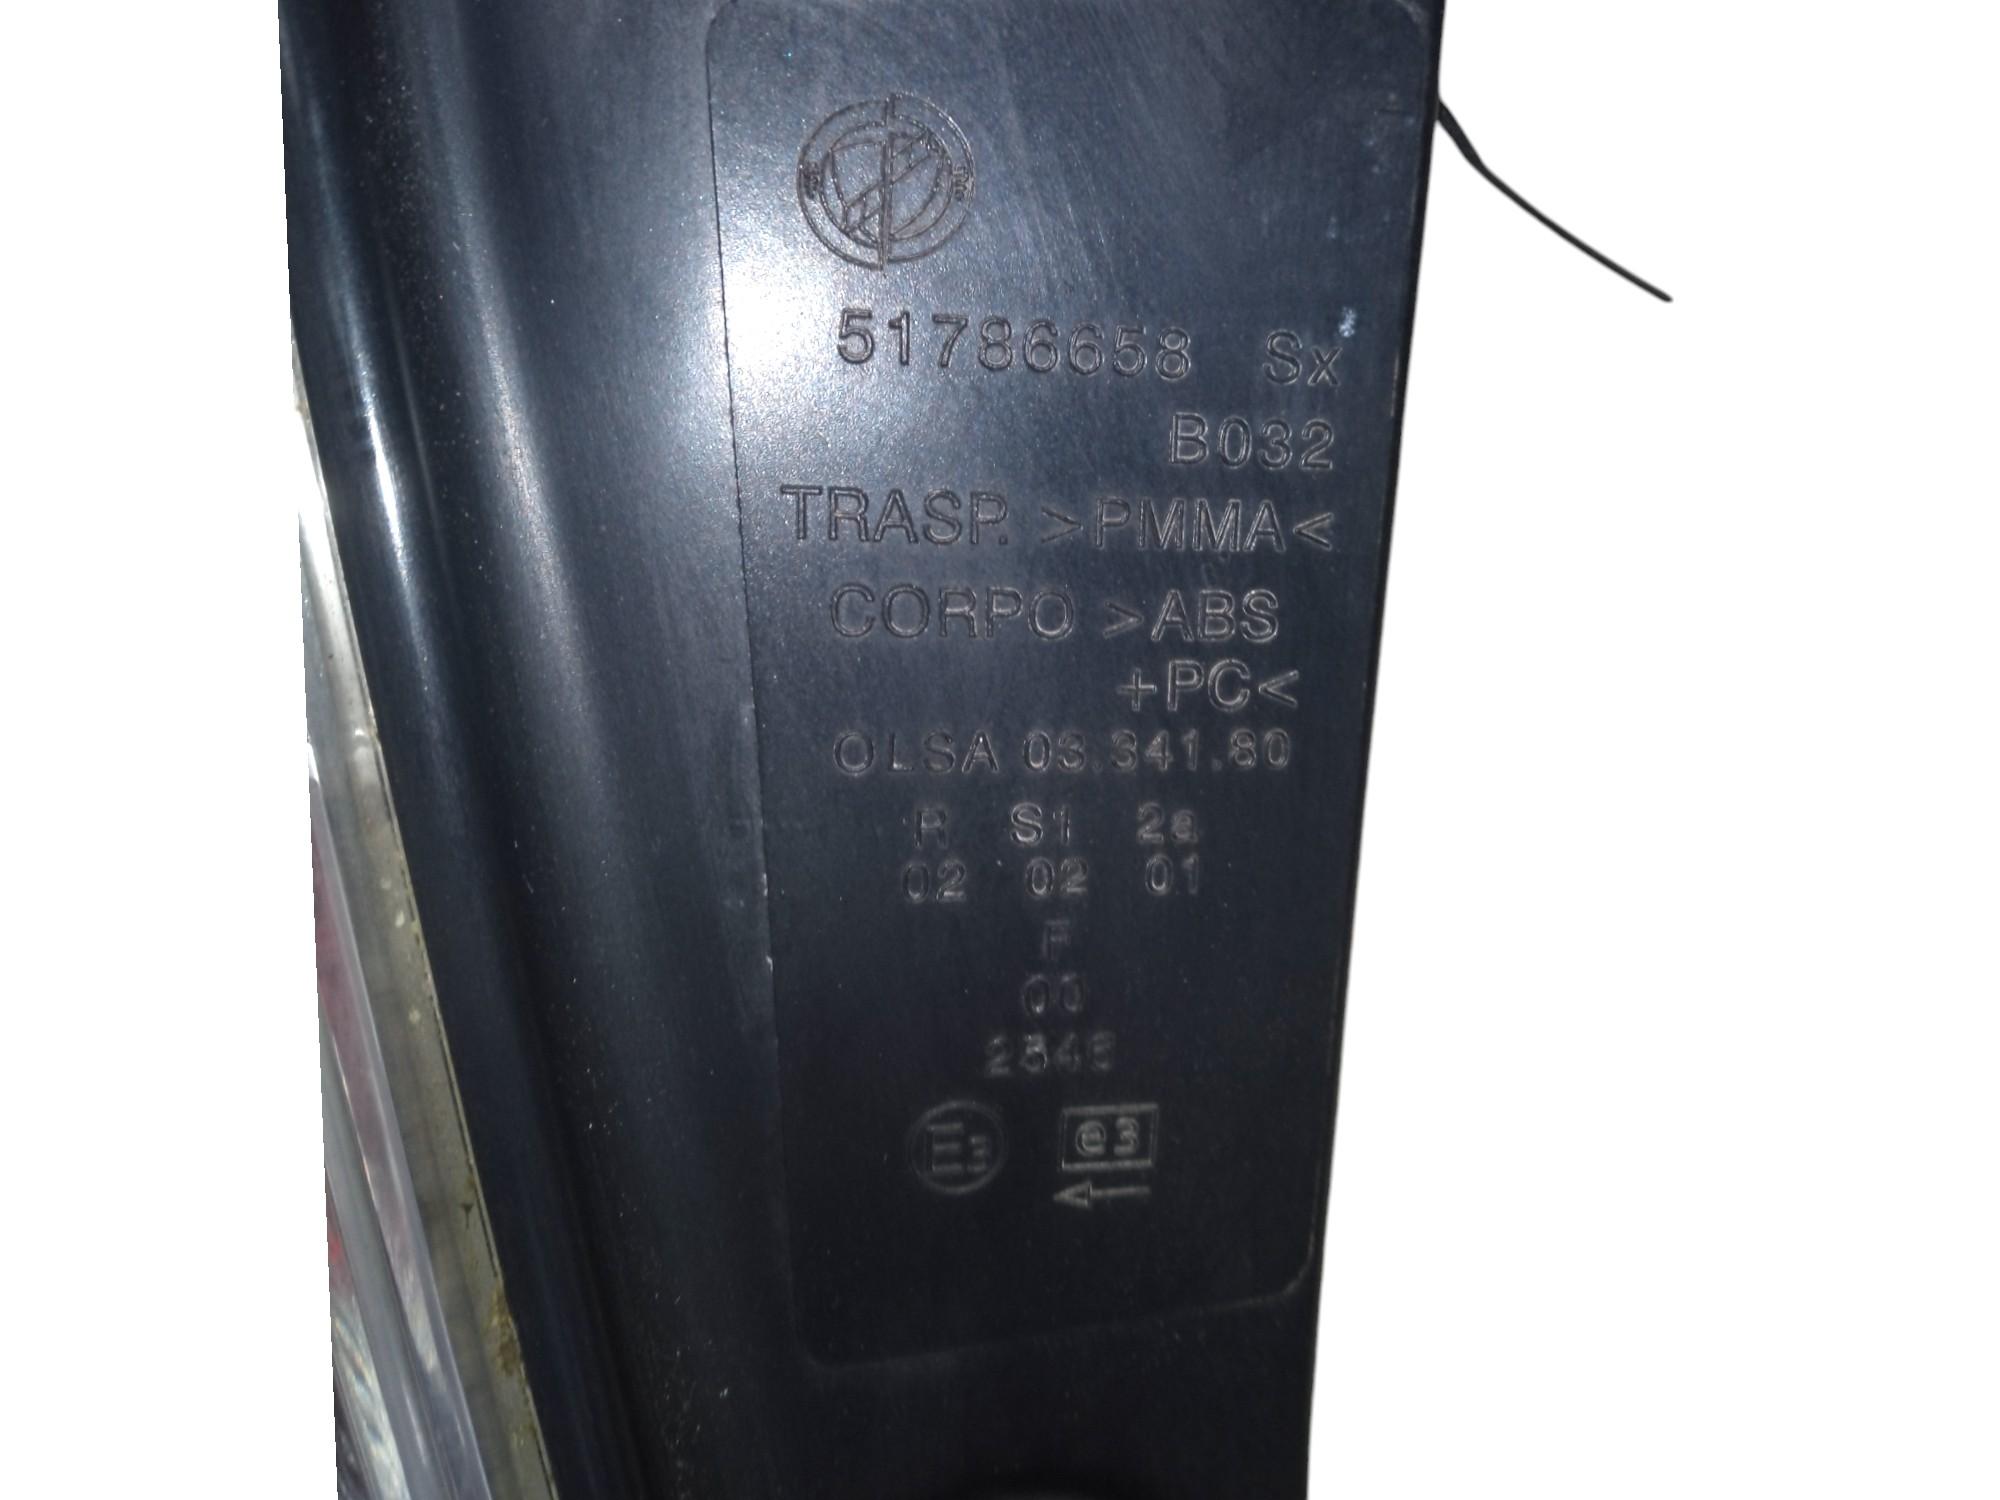 51786658 Sx
B032
TRASP. >PMMA<
CORPO >ABS
+PC<
OLSA 03.341.80
R S1 2a
02 02 01
F
00
E3 e3